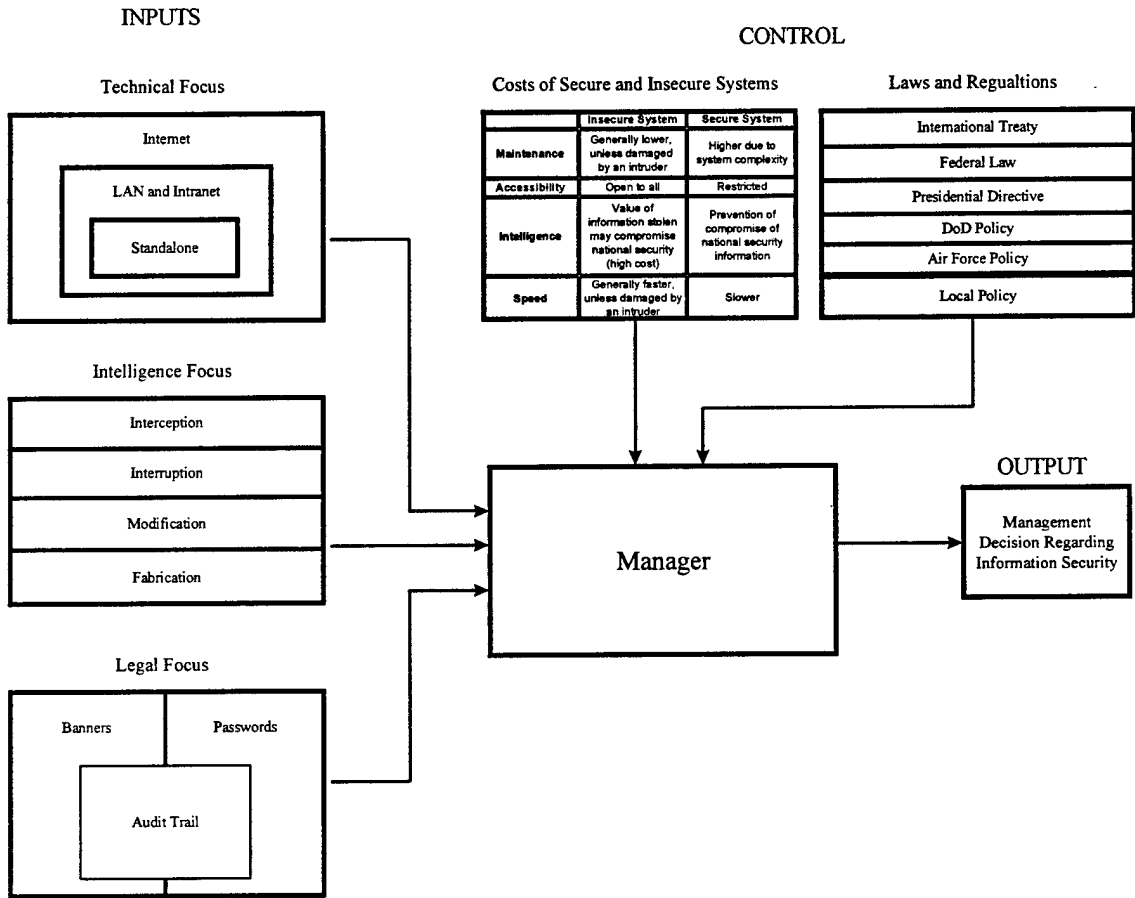 INPUTS
CONTROL
Technical Focus
Internet
LAN and Intranet
Standalone
Intelligence Focus
Interception
Interruption
Modification
Fabrication
Legal Focus
Banners
Passwords
Audit Trail
Costs of Secure and Insecure Systems
Insecure System
Secure System
Maintenance
Generally lower,
unless damaged
by an intruder
Higher due to
system complexity
Accessibility
Open to all
Restricted
Intelligence
Value of
information stolen
may compromise
national security
(high cost)
Prevention of
compromise of
national security
information
Speed
Generally faster,
unless damaged by
an intruder
Slower
Laws and Regualtions
International Treaty
Federal Law
Presidential Directive
DoD Policy
Air Force Policy
Local Policy
Manager
OUTPUT
Management
Decision Regarding
Information Security